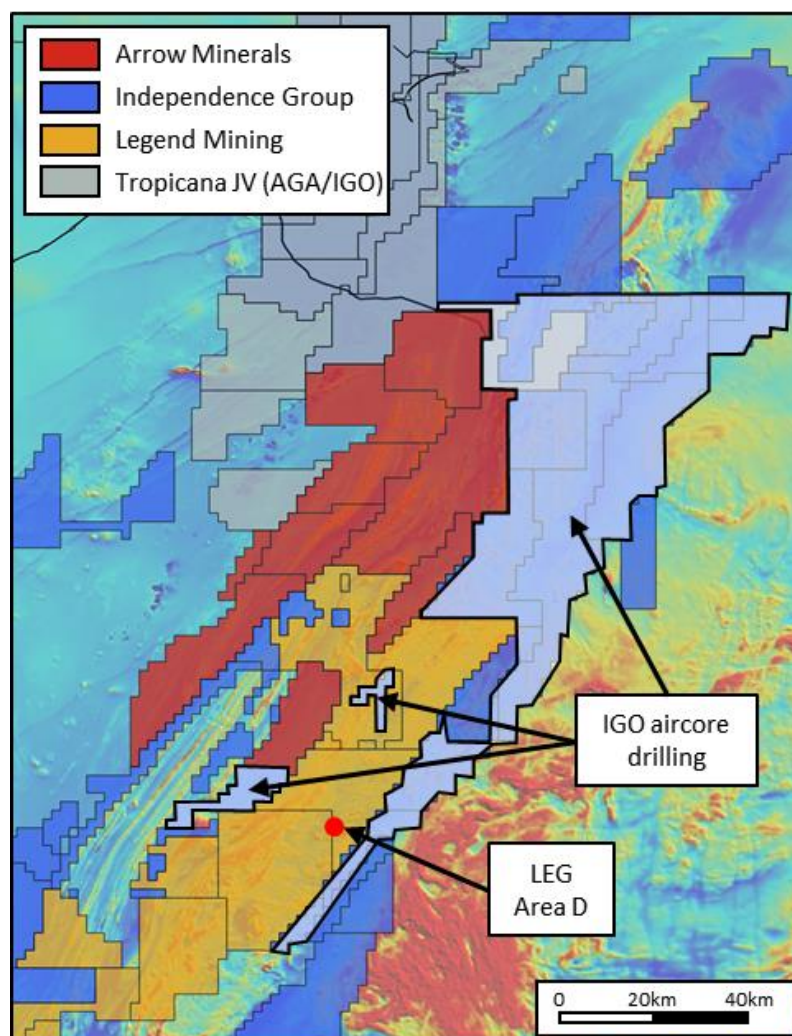 Arrow Minerals
Independence Group
Legend Mining
Tropicana JV (AGA/IGO)
IGO aircore
drilling
LEG
Area D
0 20km 40km